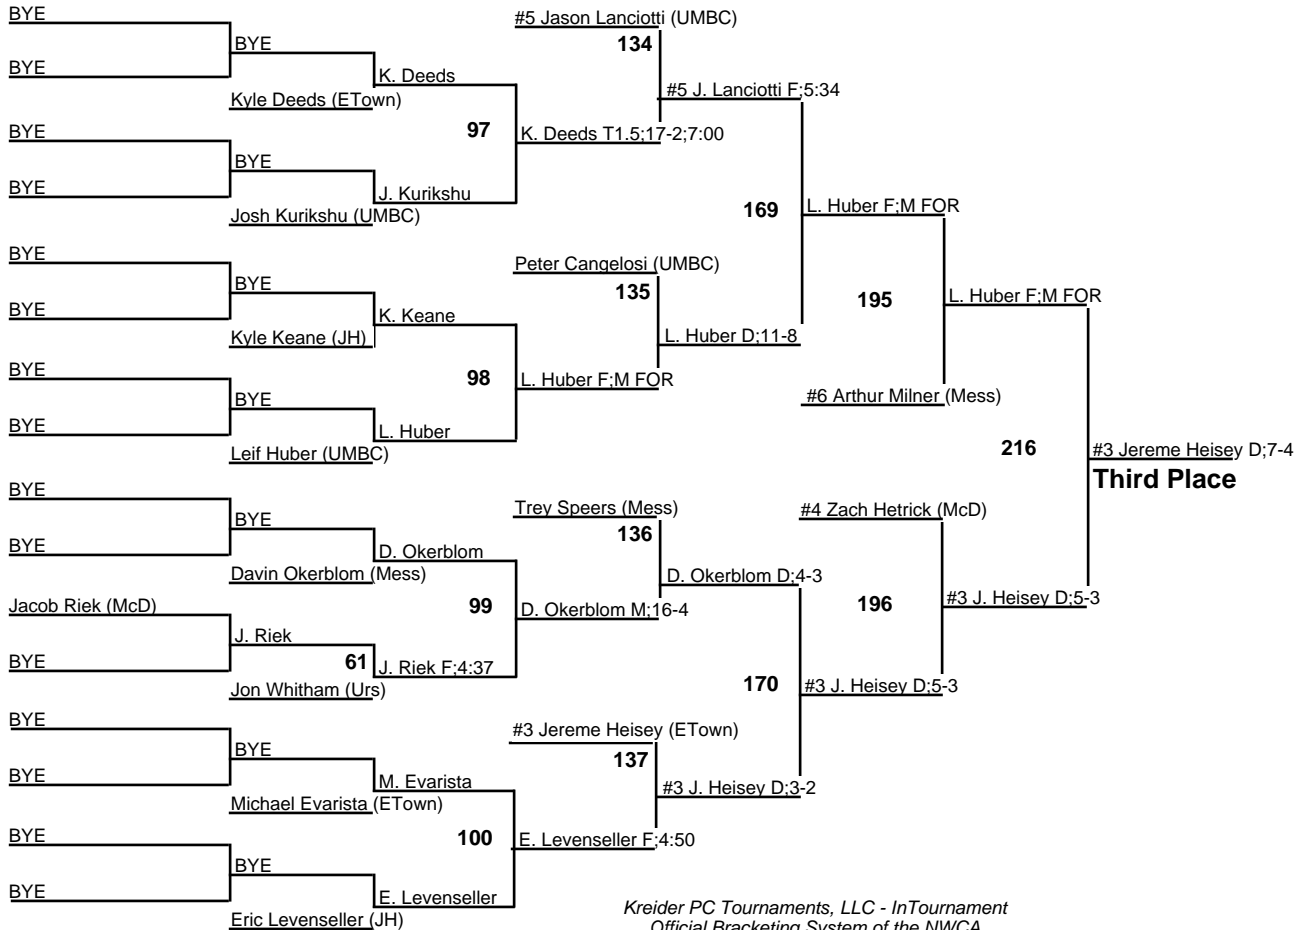 BYE
#5 Jason Lanciotti (UMBC)
134
BYE
BYE
K. Deeds
#5 J. Lanciotti F;5:34
Kyle Deeds (ETown)
97
K. Deeds T1.5;17-2;7:00
BYE
BYE
BYE
J. Kurikshu
Josh Kurikshu (UMBC)
169
L. Huber F;M FOR
BYE
Peter Cangelosi (UMBC)
BYE
135
195
L. Huber F;M FOR
BYE
K. Keane
Kyle Keane (JH)
L. Huber D;11-8
BYE
98
L. Huber F;M FOR
BYE
#6 Arthur Milner (Mess)
BYE
L. Huber
Leif Huber (UMBC)
216
#3 Jereme Heisey D;7-4
Third Place
BYE
Trey Speers (Mess)
#4 Zach Hetrick (McD)
BYE
136
BYE
D. Okerblom
Davin Okerblom (Mess)
D. Okerblom D;4-3
Jacob Riek (McD)
99
D. Okerblom M;16-4
196
#3 J. Heisey D;5-3
J. Riek
BYE
61
J. Riek F;4:37
Jon Whitham (Urs)
170
#3 J. Heisey D;5-3
BYE
#3 Jereme Heisey (ETown)
BYE
137
BYE
M. Evarista
#3 J. Heisey D;3-2
Michael Evarista (ETown)
BYE
100
E. Levenseller F;4:50
BYE
BYE
E. Levenseller
Eric Levenseller (JH)
Kreider PC Tournaments, LLC - InTournament
Official Bracketing System of the NWCA